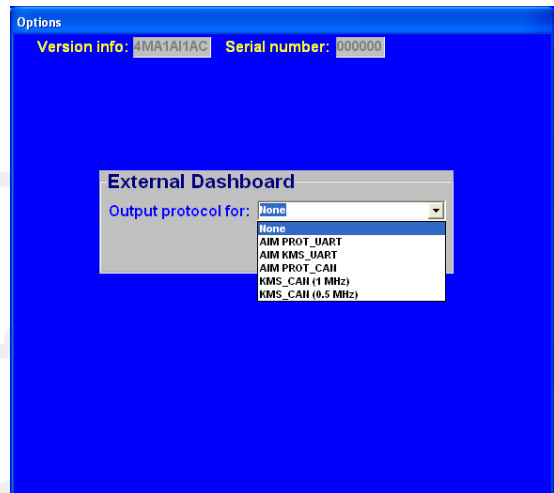 Options
Version info: 4MA1AI1AC Serial number: 000000
External Dashboard
Output protocol for: None
None
AIM PROT_UART
AIM KMS_UART
AIM PROT_CAN
KMS_CAN (1 MHz)
KMS_CAN (0.5 MHz)